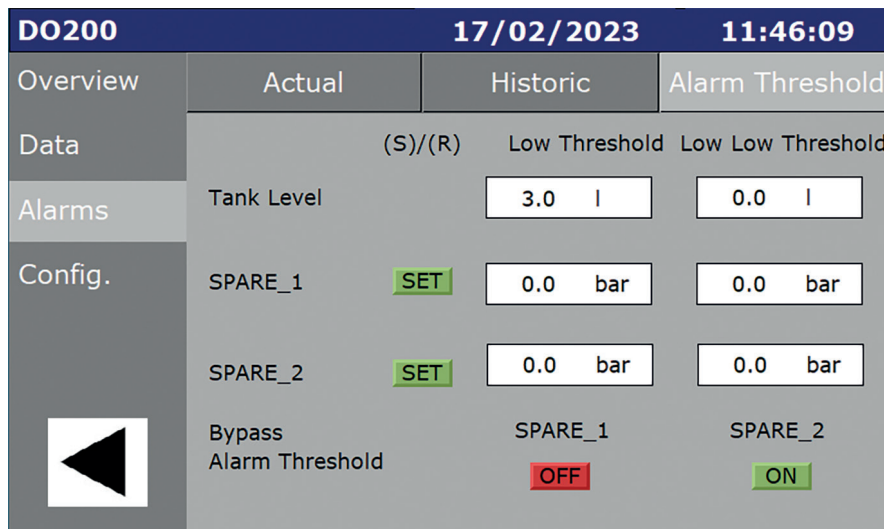 DO200 17/02/2023 11:46:09
Overview Actual Historic Alarm Threshold
Data (S)/(R) Low Threshold Low Low Threshold
Alarms Tank Level 3.0 l 0.0 l
Config. SPARE_1 SET 0.0 bar 0.0 bar
SPARE_2 SET 0.0 bar 0.0 bar
Bypass SPARE_1 SPARE_2
Alarm Threshold OFF ON